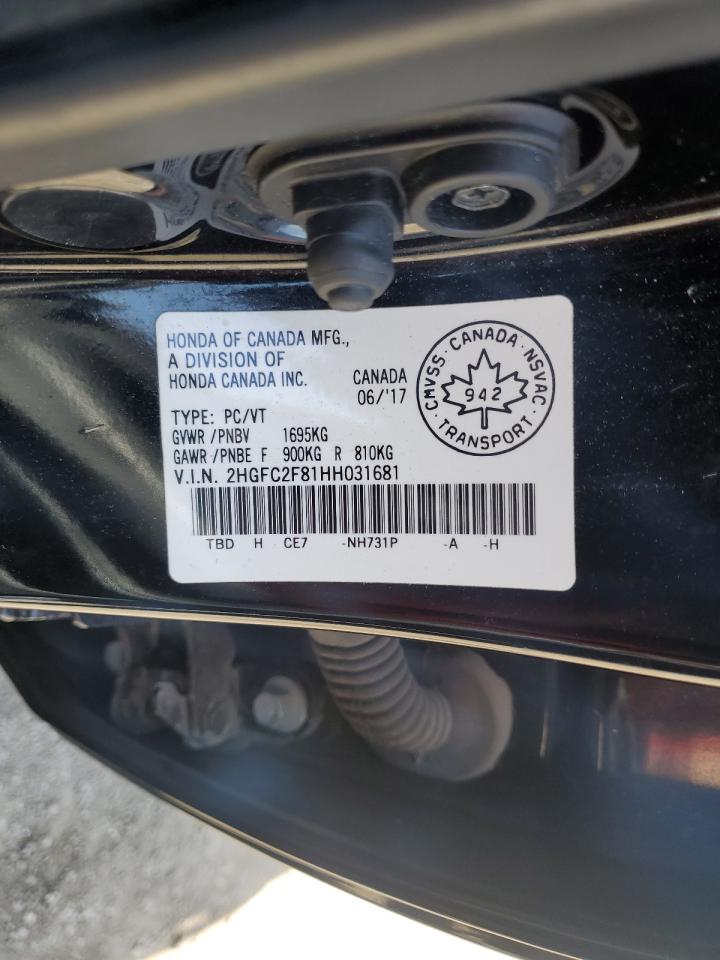 HONDA OF CANADA MFG.,
A DIVISION OF
HONDA CANADA INC.
CANADA
06/'17
CMVSS · CANADA · NSVAC
942
· TRANSPORT ·
TYPE: PC/VT
GVWR /PNBV 1695KG
GAWR /PNBE F 900KG R 810KG
V.I.N. 2HGFC2F81HH031681
TBD H CE7 -NH731P -A -H